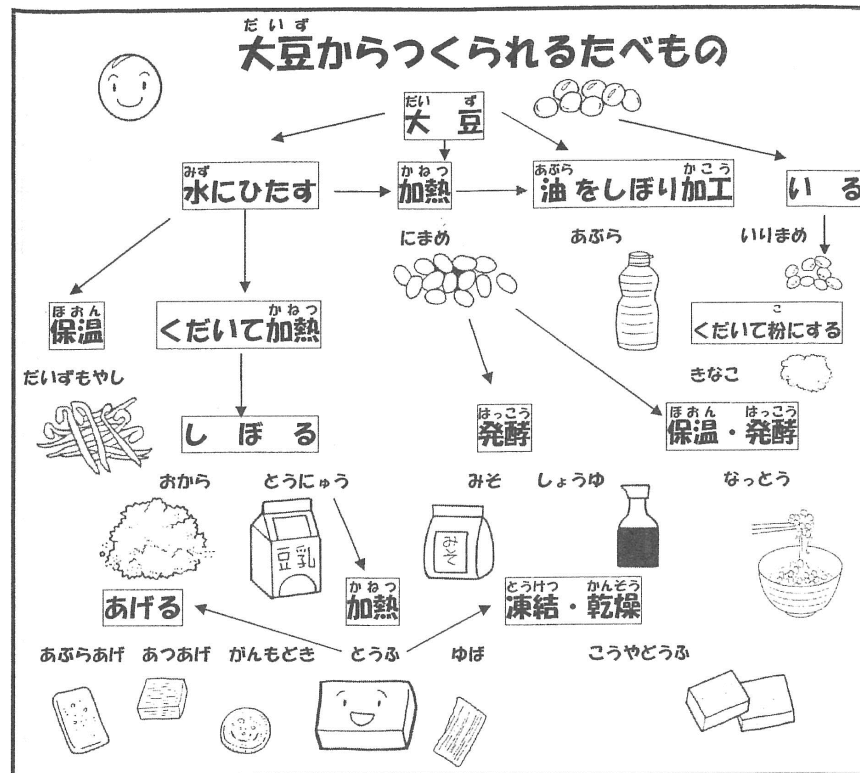 だいず
大豆からつくられるたべもの
だいず
大豆
みず
水にひたす
かねつ
加熱
あぶら かこう
油をしぼり加工
いる
にまめ
あぶら
いりまめ
ほおん
保温
かねつ
くだいて加熱
こ
くだいて粉にする
だいずもやし
きなこ
しぼる
はっこう
発酵
ほおん はっこう
保温・発酵
おから
とうにゅう
みそ
しょうゆ
なっとう
豆乳
みそ
あげる
かねつ
加熱
とうけつ かんそう
凍結・乾燥
あぶらあげ
あつあげ
がんもどき
とうふ
ゆば
こうやどうふ